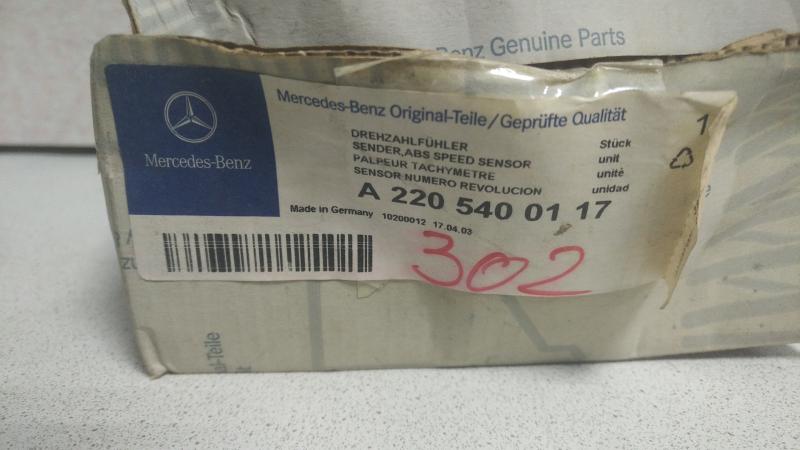 Benz Genuine Parts
Mercedes-Benz
Mercedes-Benz Original-Teile/Geprüfte Qualität
DREHZAHLFÜHLER
SENDER,ABS SPEED SENSOR
PALPEUR TACHYMETRE
SENSOR NUMERO REVOLUCION
Stück 1
unit
unité
unidad
A 220 540 01 17
Made in Germany 10200012 17.04.03
302
al-Teile